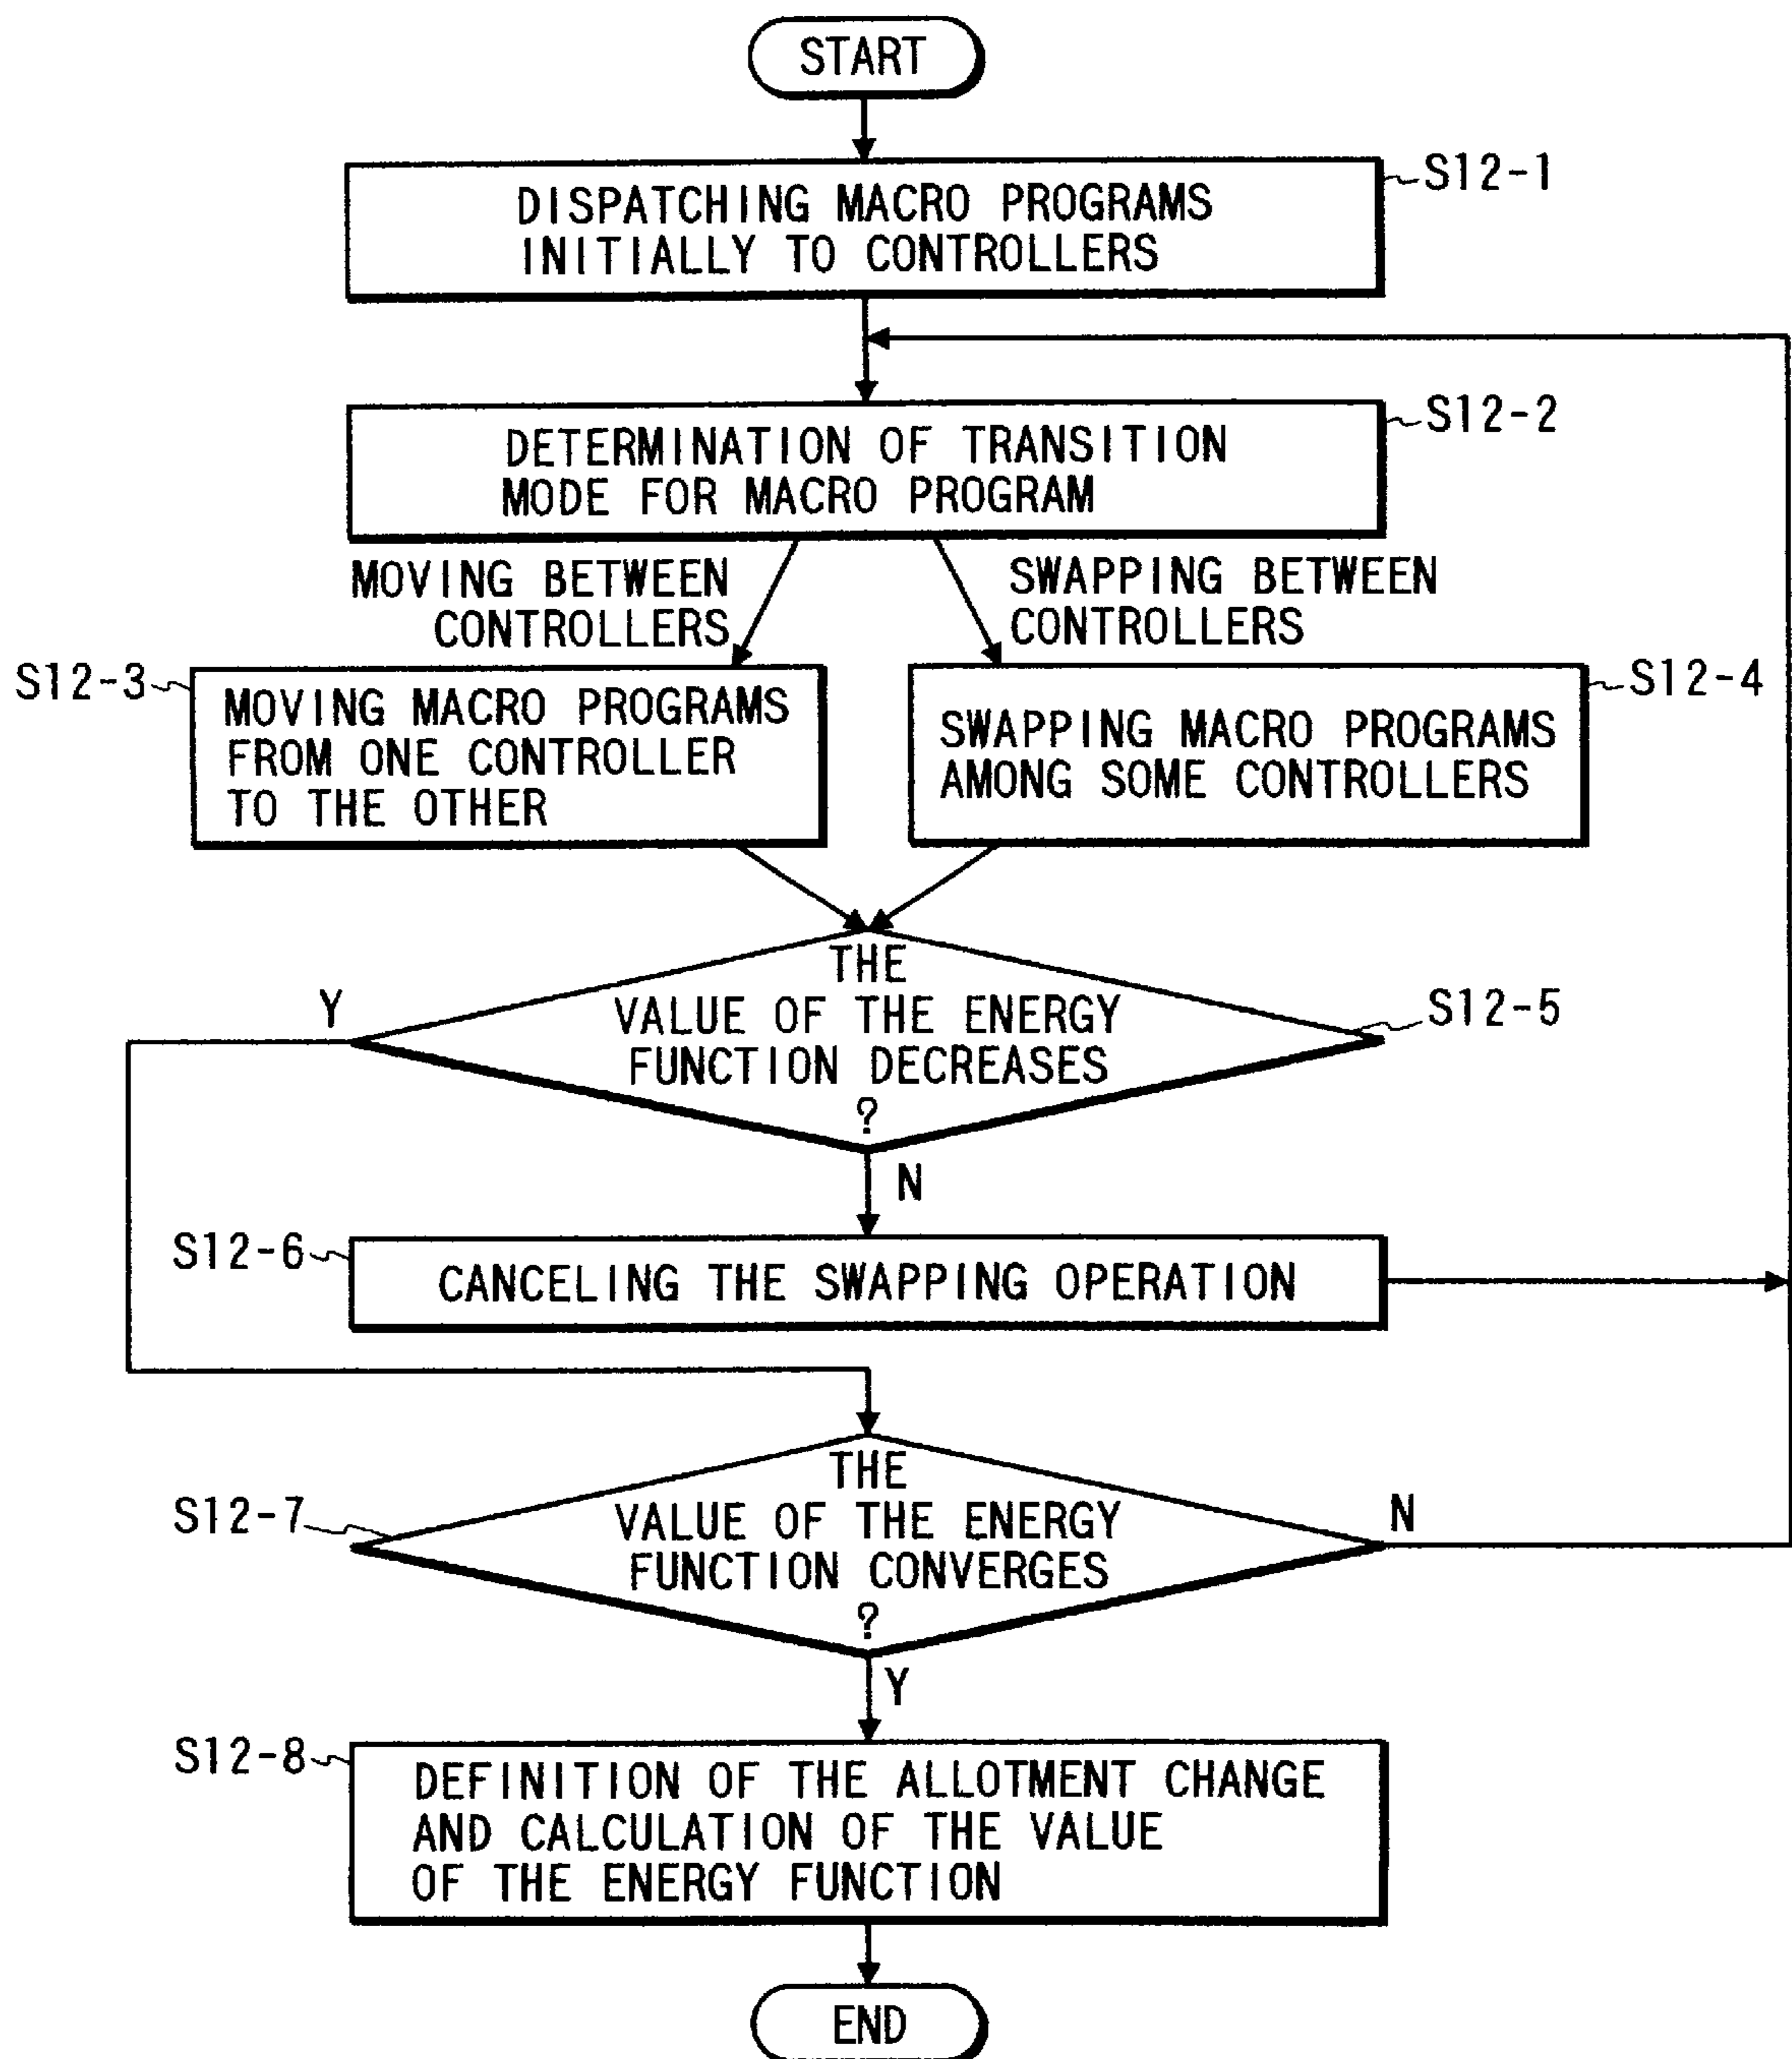 START
S12-1
DISPATCHING MACRO PROGRAMS
INITIALLY TO CONTROLLERS
S12-2
DETERMINATION OF TRANSITION
MODE FOR MACRO PROGRAM
MOVING BETWEEN
CONTROLLERS
SWAPPING BETWEEN
CONTROLLERS
S12-3
MOVING MACRO PROGRAMS
FROM ONE CONTROLLER
TO THE OTHER
S12-4
SWAPPING MACRO PROGRAMS
AMONG SOME CONTROLLERS
THE
VALUE OF THE ENERGY
FUNCTION DECREASES
?
Y
S12-5
N
S12-6
CANCELING THE SWAPPING OPERATION
S12-7
THE
VALUE OF THE ENERGY
FUNCTION CONVERGES
?
N
Y
S12-8
DEFINITION OF THE ALLOTMENT CHANGE
AND CALCULATION OF THE VALUE
OF THE ENERGY FUNCTION
END